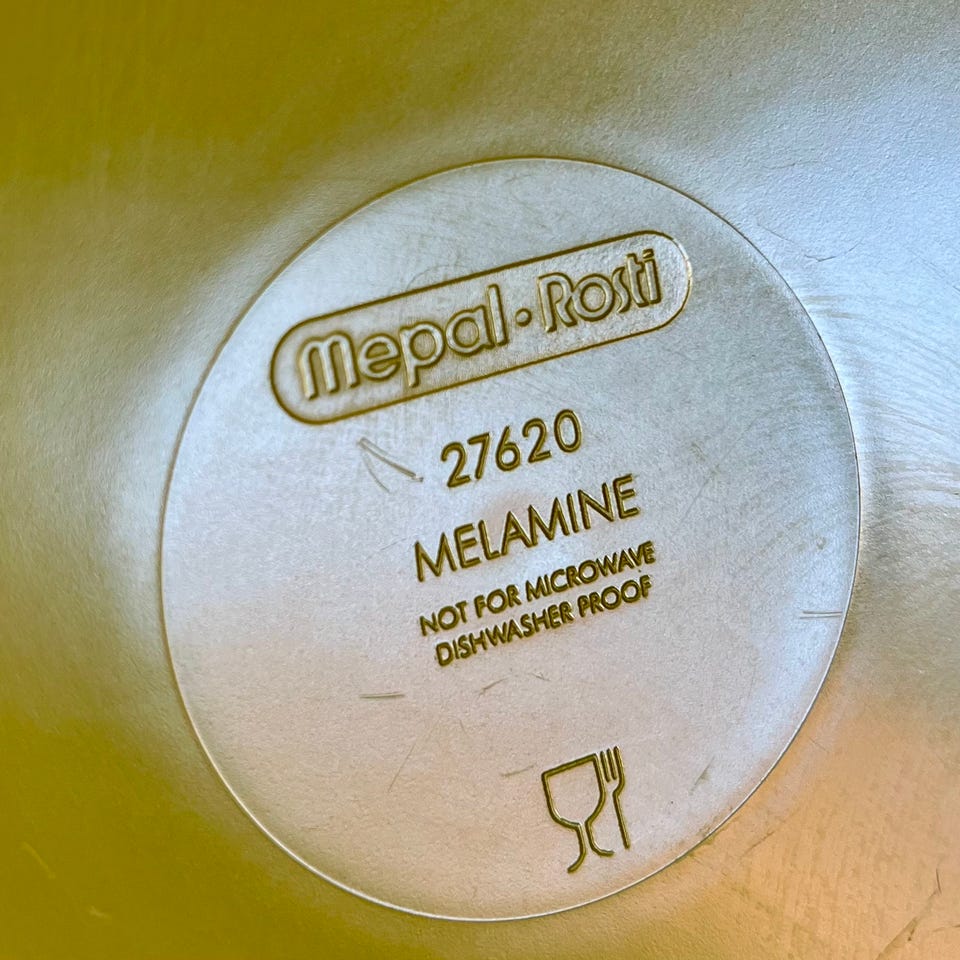 Mepal • Rosti
27620
MELAMINE
NOT FOR MICROWAVE
DISHWASHER PROOF